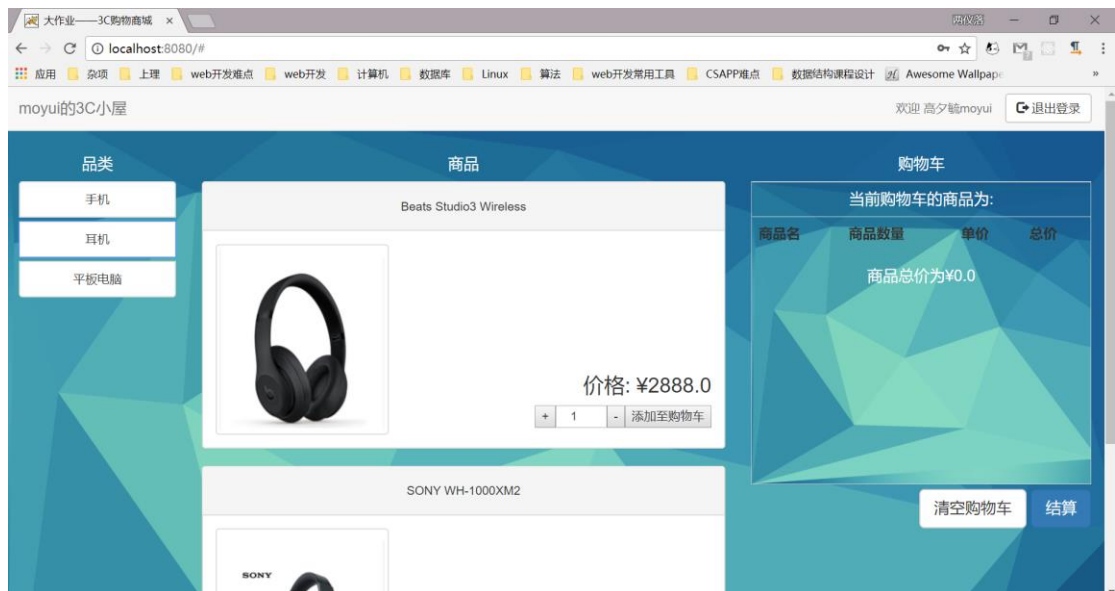 大作业——3C购物商城
两仪落
localhost:8080/#
应用 杂项 上理 web开发难点 web开发 计算机 数据库 Linux 算法 web开发常用工具 CSAPP难点 数据结构课程设计 Awesome Wallpap
moyui的3C小屋
欢迎 高夕毓moyui
退出登录
品类
手机
耳机
平板电脑
商品
Beats Studio3 Wireless
价格: ¥2888.0
+ 1 - 添加至购物车
SONY WH-1000XM2
SONY
购物车
当前购物车的商品为:
商品名 商品数量 单价 总价
商品总价为¥0.0
清空购物车 结算